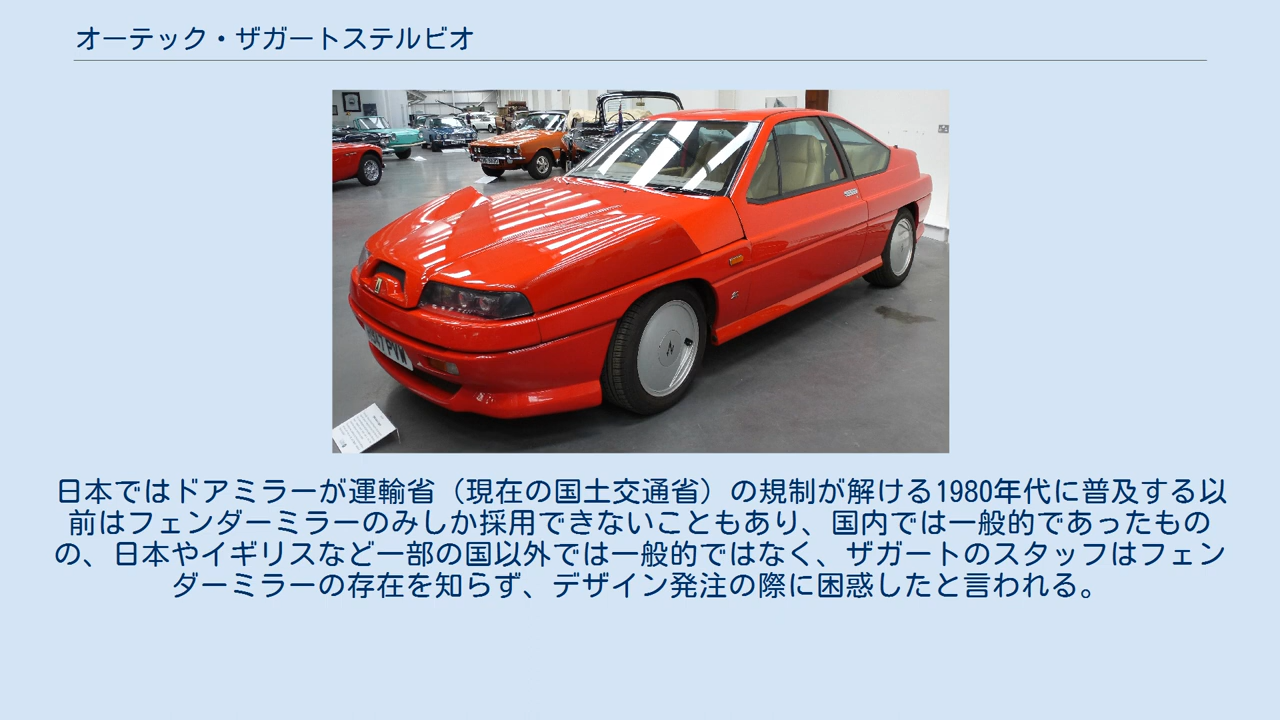 オーテック・ザガートステルビオ
日本ではドアミラーが運輸省（現在の国土交通省）の規制が解ける1980年代に普及する以
前はフェンダーミラーのみしか採用できないこともあり、国内では一般的であったもの
の、日本やイギリスなど一部の国以外では一般的ではなく、ザガートのスタッフはフェン
ダーミラーの存在を知らず、デザイン発注の際に困惑したと言われる。